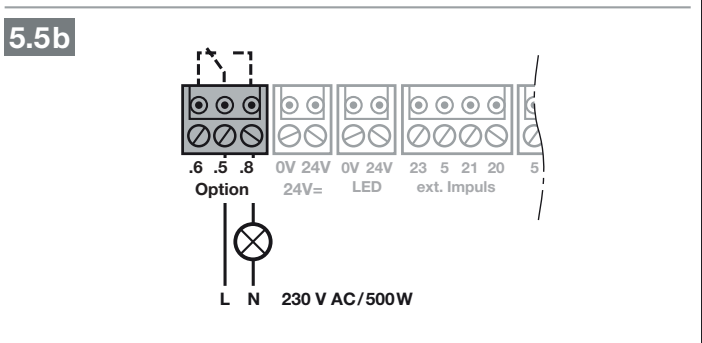 5.5b
.6 .5 .8 0V 24V 0V 24V 23 5 21 20 5
Option 24V= LED ext. Impuls
L N 230 V AC/500W